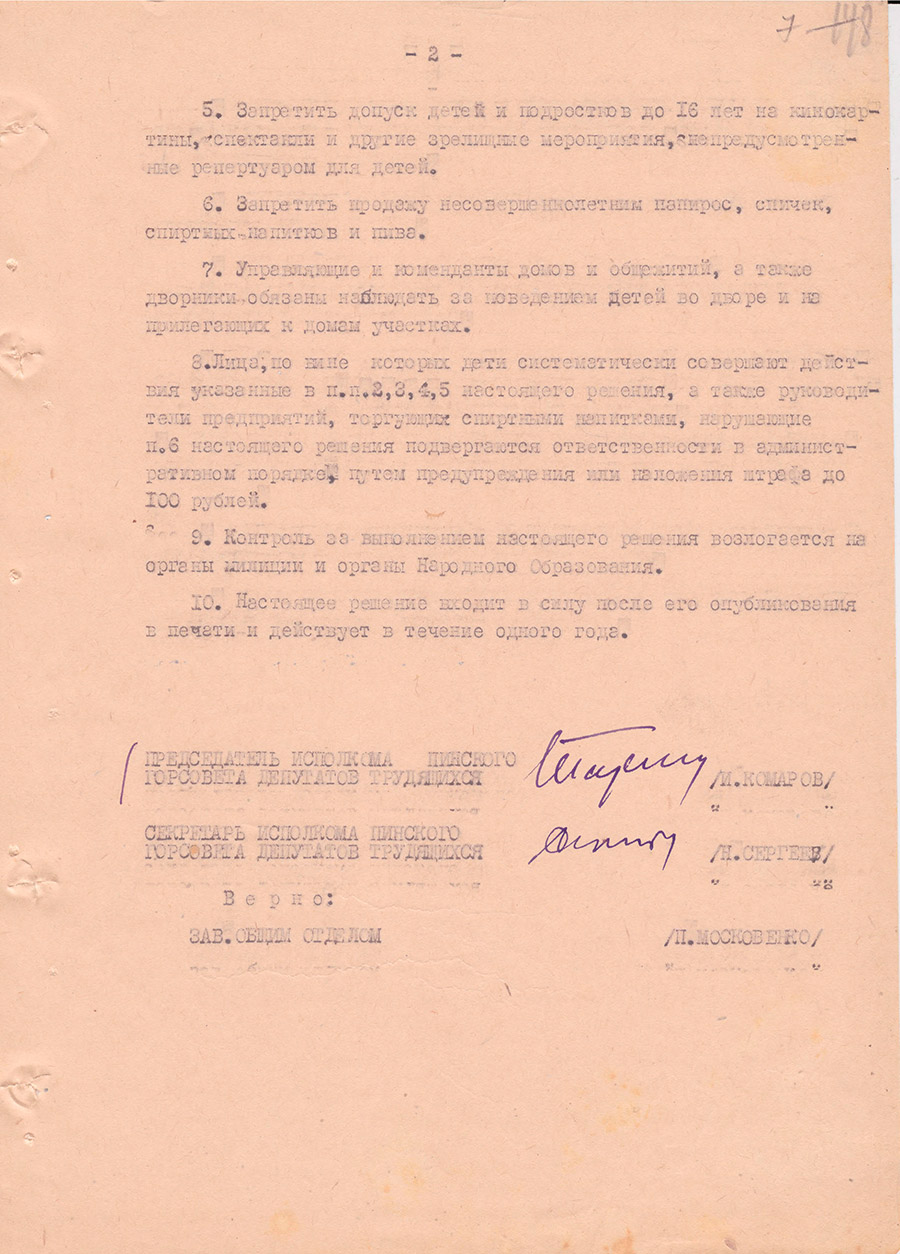 7 148
- 2 -
5. Запретить допуск детей и подростков до 16 лет на кинокар-
тины, спектакли и другие зрелищные мероприятия, непредусмотрен-
ные репертуаром для детей.
6. Запретить продажу несовершеннолетним папирос, спичек,
спиртных напитков и пива.
7. Управляющие и коменданты домов и общежитий, а также
дворники обязаны наблюдать за поведением детей во дворе и на
прилегающих к домам участках.
8.Лица,по вине которых дети систематически совершают дейст-
вия указанные в п.п.2,3,4,5 настоящего решения, а также руководи-
тели предприятий, торгующих спиртными напитками, нарушающие
п.6 настоящего решения подвергаются ответственности в админист-
ративном порядке, путем предупреждения или наложения штрафа до
100 рублей.
9. Контроль за выполнением настоящего решения возлогается на
органы милиции и органы Народного Образования.
10. Настоящее решение входит в силу после его опубликования
в печати и действует в течение одного года.
ПРЕДСЕДАТЕЛЬ ИСПОЛКОМА ПИНСКОГО
ГОРСОВЕТА ДЕПУТАТОВ ТРУДЯЩИХСЯ /И.КОМАРОВ/
СЕКРЕТАРЬ ИСПОЛКОМА ПИНСКОГО
ГОРСОВЕТА ДЕПУТАТОВ ТРУДЯЩИХСЯ /Н.СЕРГЕЕВ/
В е р н о:
ЗАВ.ОБЩИМ ОТДЕЛОМ /П.МОСКОВЕНКО/